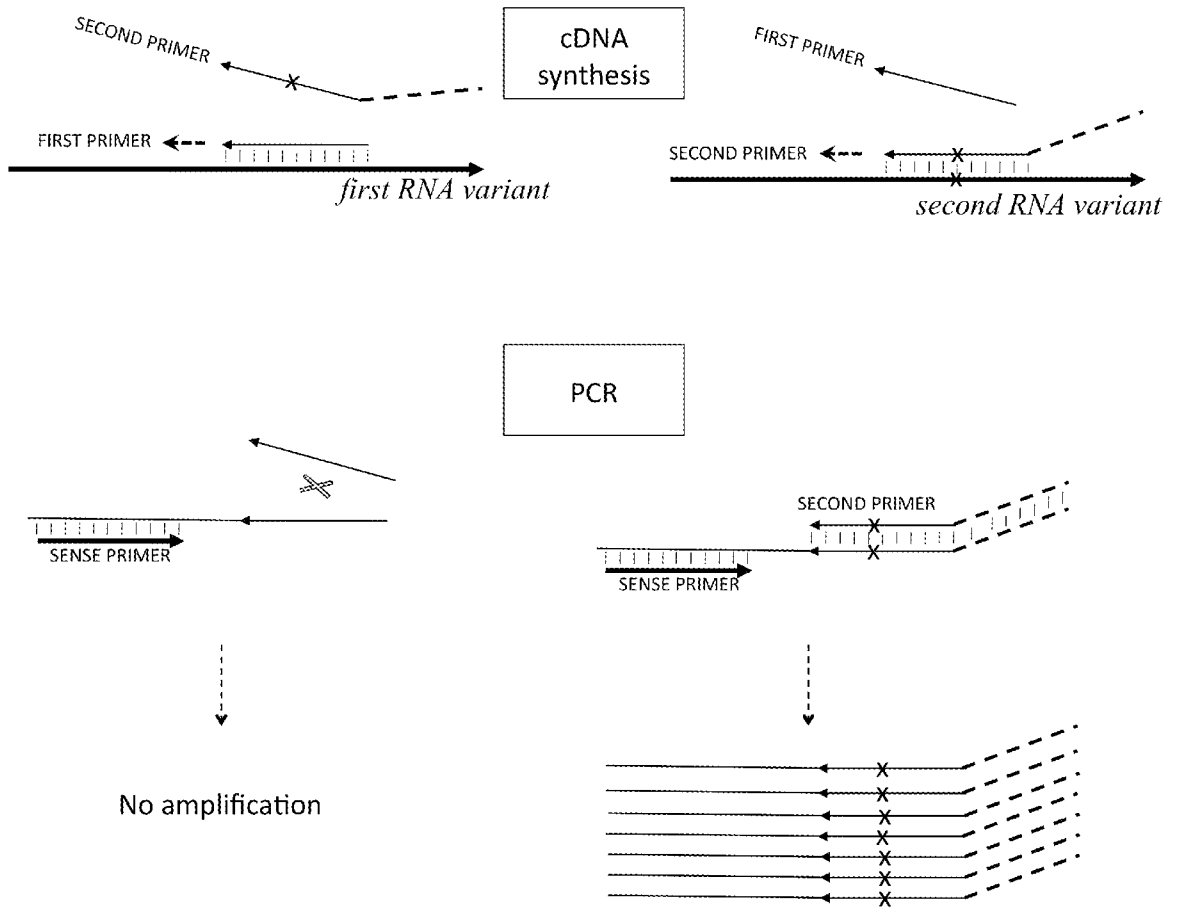 SECOND PRIMER
cDNA
synthesis
FIRST PRIMER
FIRST PRIMER
first RNA variant
SECOND PRIMER
second RNA variant
PCR
SENSE PRIMER
SECOND PRIMER
SENSE PRIMER
No amplification